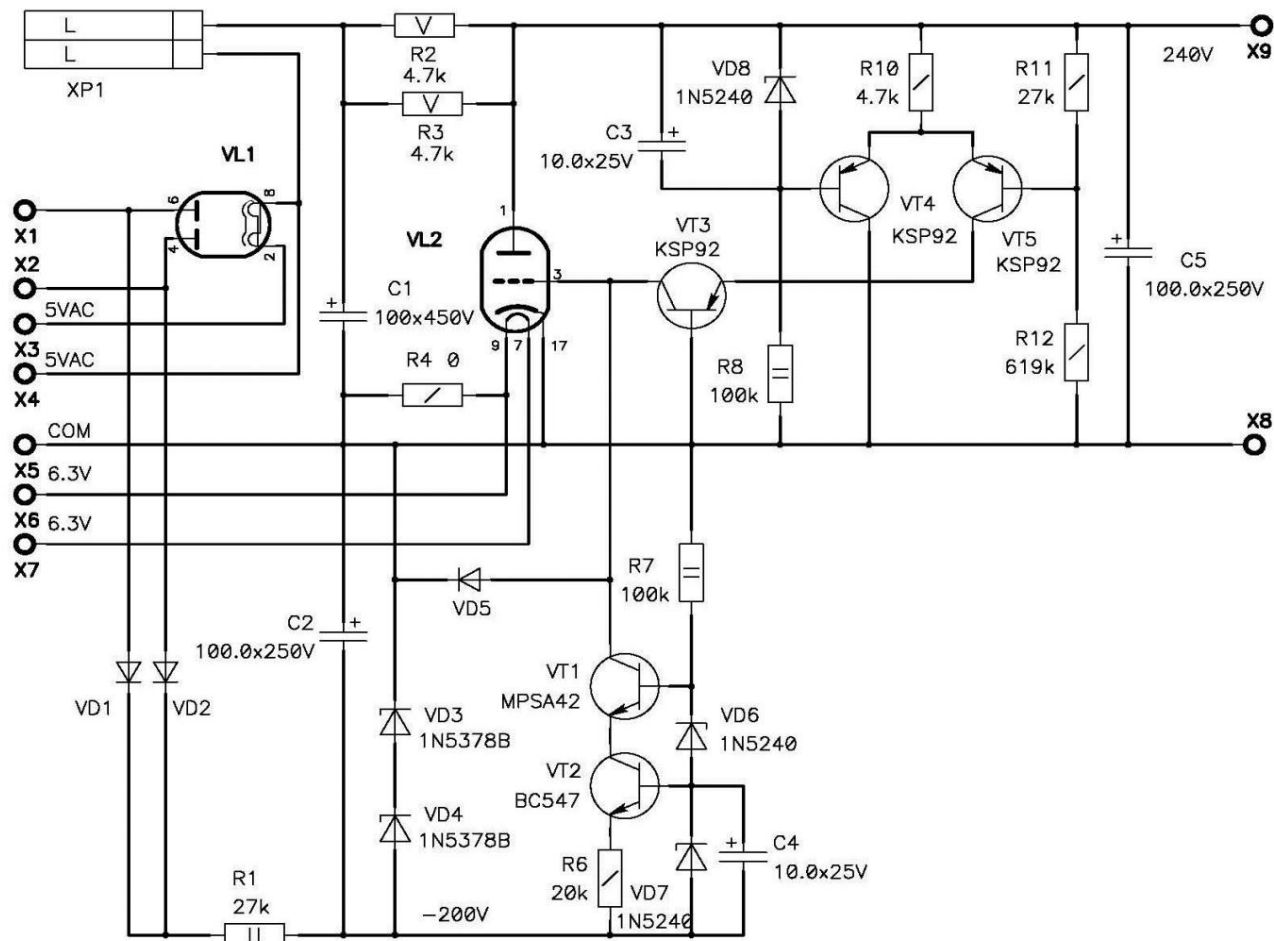 L
L
XP1
V
R2
4.7k
V
R3
4.7k
VL1
6
8
4
2
X1
X2
5VAC
X3
5VAC
X4
COM
X5
6.3V
X6
6.3V
X7
VL2
1
3
9
7
17
+
C1
100x450V
R4 0
VD8
1N5240
C3
+
10.0x25V
R10
4.7k
R11
27k
240V
X9
VT4
KSP92
VT5
KSP92
VT3
KSP92
+
C5
100.0x250V
R12
619k
R8
100k
X8
R7
100k
VD5
C2
+
100.0x250V
VD1
VD2
VD3
1N5378B
VD4
1N5378B
VT1
MPSA42
VD6
1N5240
VT2
BC547
+
C4
10.0x25V
R6
20k
VD7
1N5240
R1
27k
-200V